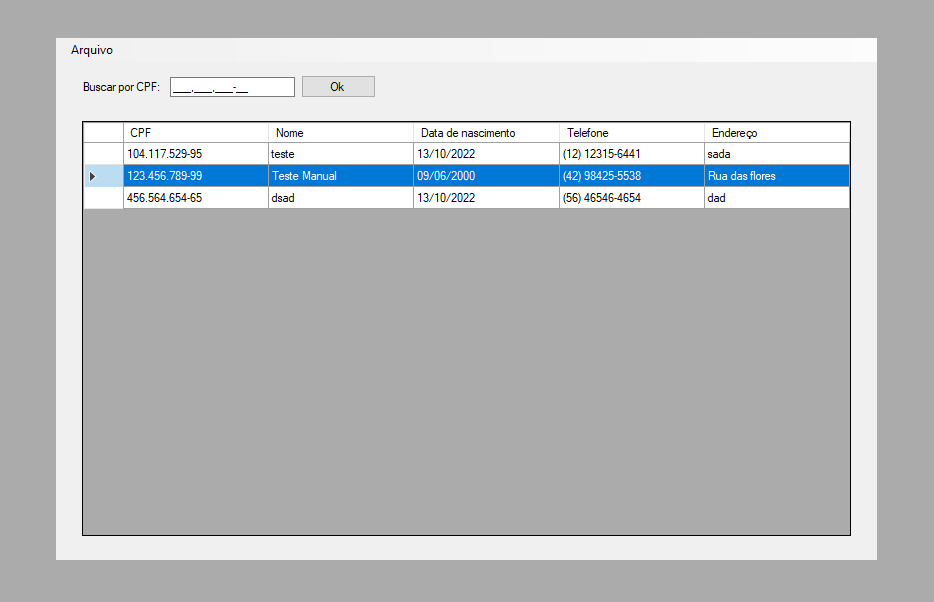 Arquivo
Buscar por CPF: ___.___.___-__ Ok
CPF Nome Data de nascimento Telefone Endereço
104.117.529-95 teste 13/10/2022 (12) 12315-6441 sada
123.456.789-99 Teste Manual 09/06/2000 (42) 98425-5538 Rua das flores
456.564.654-65 dsad 13/10/2022 (56) 46546-4654 dad